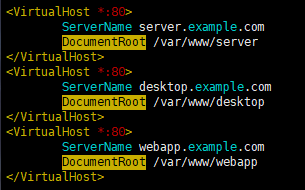 <VirtualHost *:80>
ServerName server.example.com
DocumentRoot /var/www/server
</VirtualHost>
<VirtualHost *:80>
ServerName desktop.example.com
DocumentRoot /var/www/desktop
</VirtualHost>
<VirtualHost *:80>
ServerName webapp.example.com
DocumentRoot /var/www/webapp
</VirtualHost>